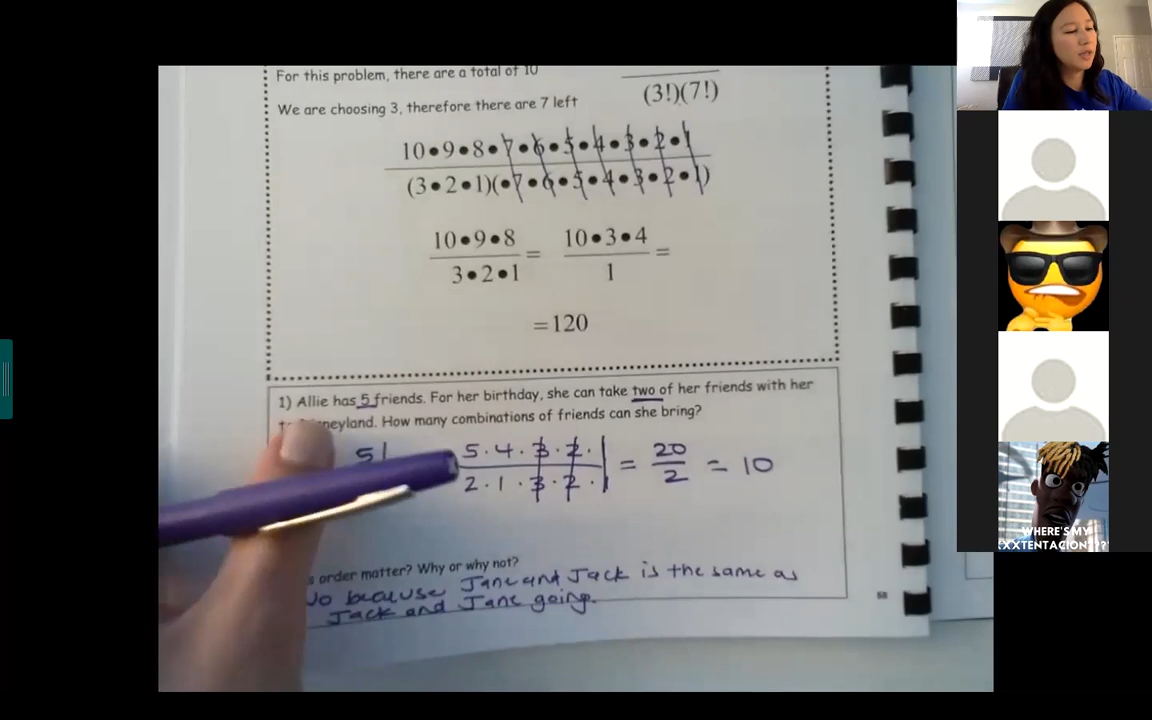 For this problem, there are a total of 10
(3!)(7!)
We are choosing 3, therefore there are 7 left
10•9•8•7•6•5•4•3•2•1
(3•2•1)(•7•6•5•4•3•2•1)
10•9•8 = 10•3•4 =
3•2•1 1
=120
1) Allie has 5 friends. For her birthday, she can take two of her friends with her
neyland. How many combinations of friends can she bring?
5! 5·4·3·2·1 = 20 = 10
2·1·3·2·1 2
s order matter? Why or why not?
No because Jane and Jack is the same as
Jack and Jane going.
58
WHERE'S MY
XXTENTACION???